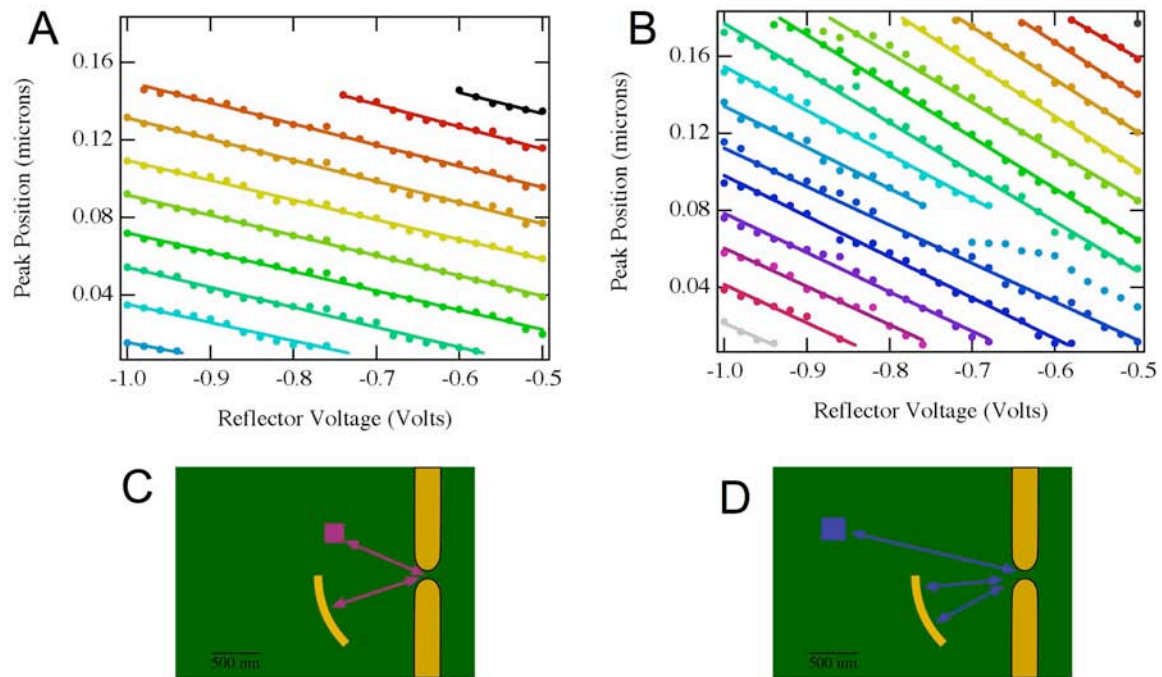 A
Peak Position (microns)
0.16
0.12
0.08
0.04
-1.0 -0.9 -0.8 -0.7 -0.6 -0.5
Reflector Voltage (Volts)
B
Peak Position (microns)
0.16
0.12
0.08
0.04
-1.0 -0.9 -0.8 -0.7 -0.6 -0.5
Reflector Voltage (Volts)
C
500 nm
D
500 nm